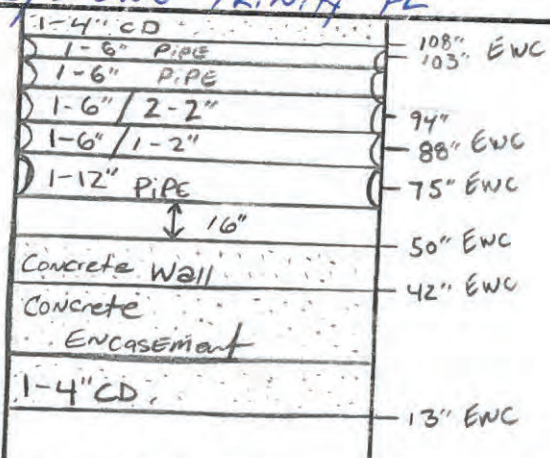 TRINITY PL
1-4" CD
108" EWC
1-6" PIPE
103"
1-6" PIPE
1-6" / 2-2"
94"
1-6" / 1-2"
88" EWC
1-12" PIPE
75" EWC
16"
50" EWC
Concrete Wall
42" EWC
Concrete
Encasement
1-4" CD.
13" EWC